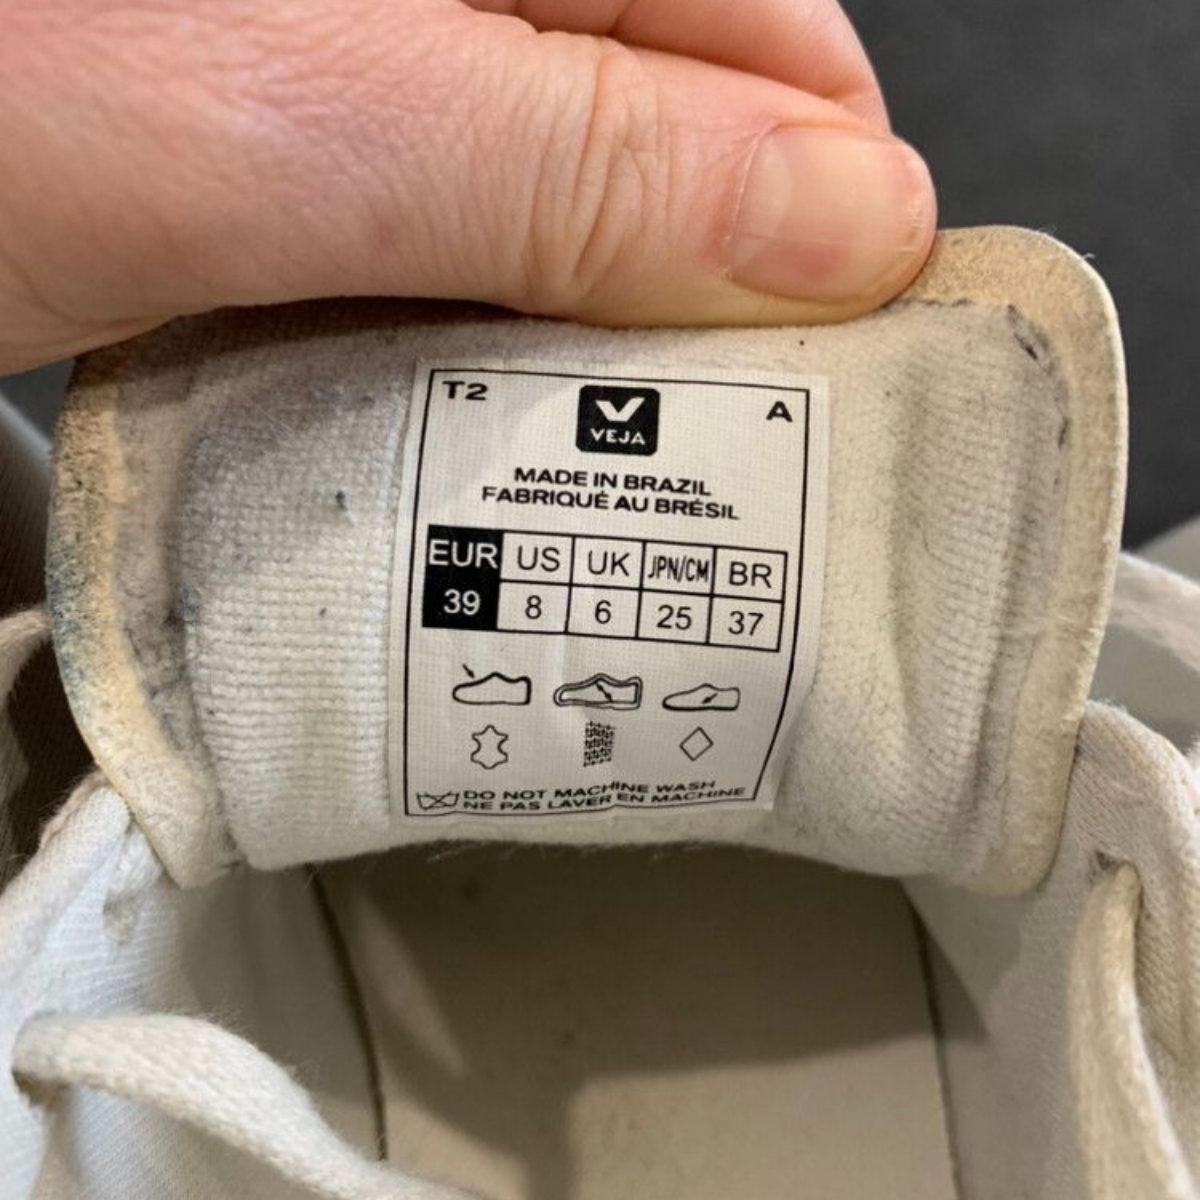 T2
A
VEJA
MADE IN BRAZIL
FABRIQUÉ AU BRÉSIL
EUR US UK JPN/CM BR
39 8 6 25 37
DO NOT MACHINE WASH
NE PAS LAVER EN MACHINE